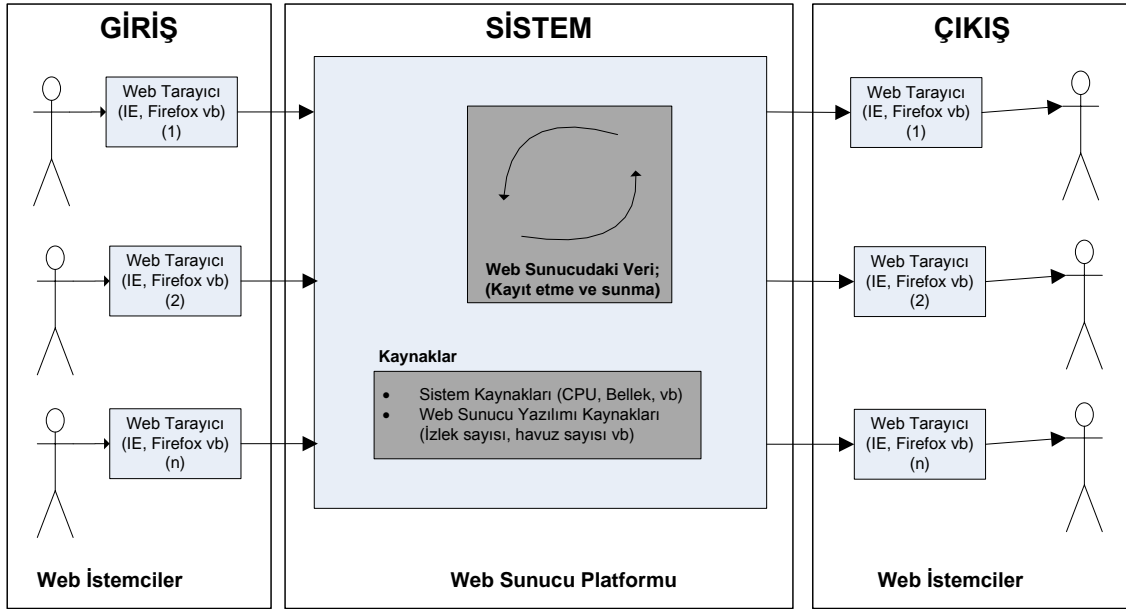 GİRİŞ
Web Tarayıcı
(IE, Firefox vb)
(1)
Web Tarayıcı
(IE, Firefox vb)
(2)
Web Tarayıcı
(IE, Firefox vb)
(n)
Web İstemciler
SİSTEM
Web Sunucudaki Veri;
(Kayıt etme ve sunma)
Kaynaklar
• Sistem Kaynakları (CPU, Bellek, vb)
• Web Sunucu Yazılımı Kaynakları
(İzlek sayısı, havuz sayısı vb)
Web Sunucu Platformu
ÇIKIŞ
Web Tarayıcı
(IE, Firefox vb)
(1)
Web Tarayıcı
(IE, Firefox vb)
(2)
Web Tarayıcı
(IE, Firefox vb)
(n)
Web İstemciler